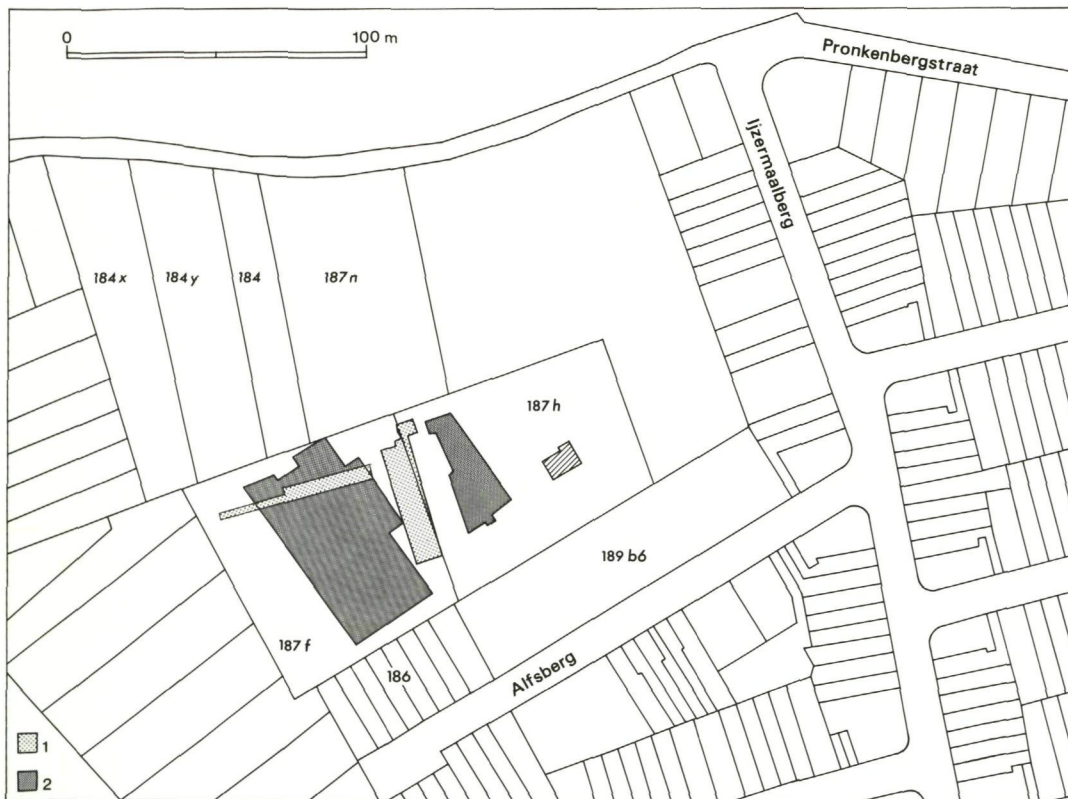 0 100 m
Pronkenbergstraat
Ijzermaalberg
184 x 184 y 184 187 n
187 h
189 b6
187 f
186
Alfsberg
1
2